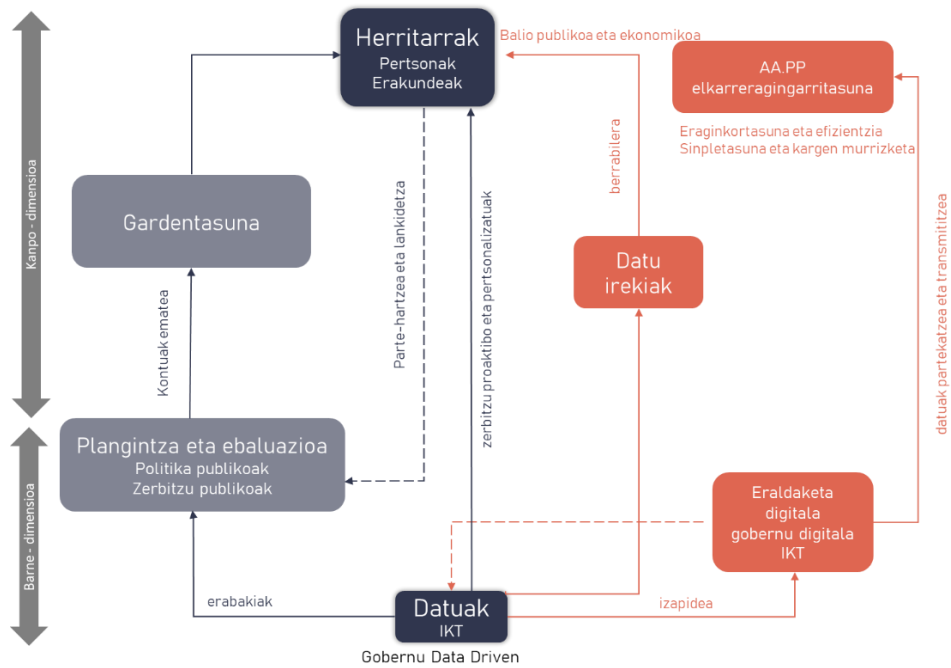 Herritarrak
Pertsonak
Erakundeak
Balio publikoa eta ekonomikoa
AA.PP
elkarreragingarritasuna
Eraginkortasuna eta efizientzia
Sinpletasuna eta kargen murrizketa
Kanpo - dimensioa
Gardentasuna
Parte-hartzea eta lankidetza
zerbitzu proaktibo eta pertsonalizatuak
berrabilera
Datu
irekiak
datuak partekatzea eta transmititzea
Kontuak ematea
Barne - dimensioa
Plangintza eta ebaluazioa
Politika publikoak
Zerbitzu publikoak
Eraldaketa
digitala
gobernu digitala
IKT
erabakiak
Datuak
IKT
izapidea
Gobernu Data Driven